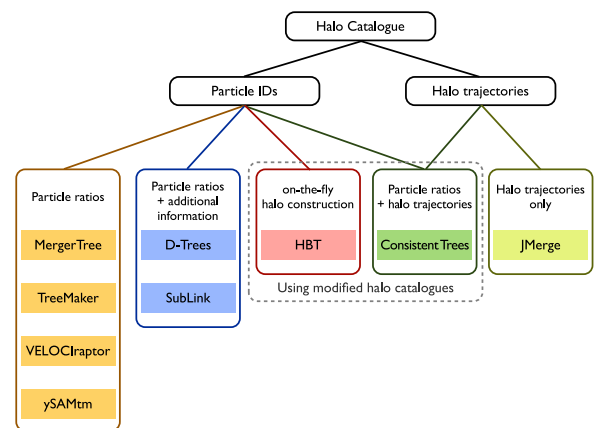 Halo Catalogue
Particle IDs
Halo trajectories
Particle ratios
MergerTree
TreeMaker
VELOCIraptor
ySAMtm
Particle ratios
+ additional
information
D-Trees
SubLink
on-the-fly
halo construction
HBT
Particle ratios
+ halo trajectories
ConsistentTrees
Using modified halo catalogues
Halo trajectories
only
JMerge